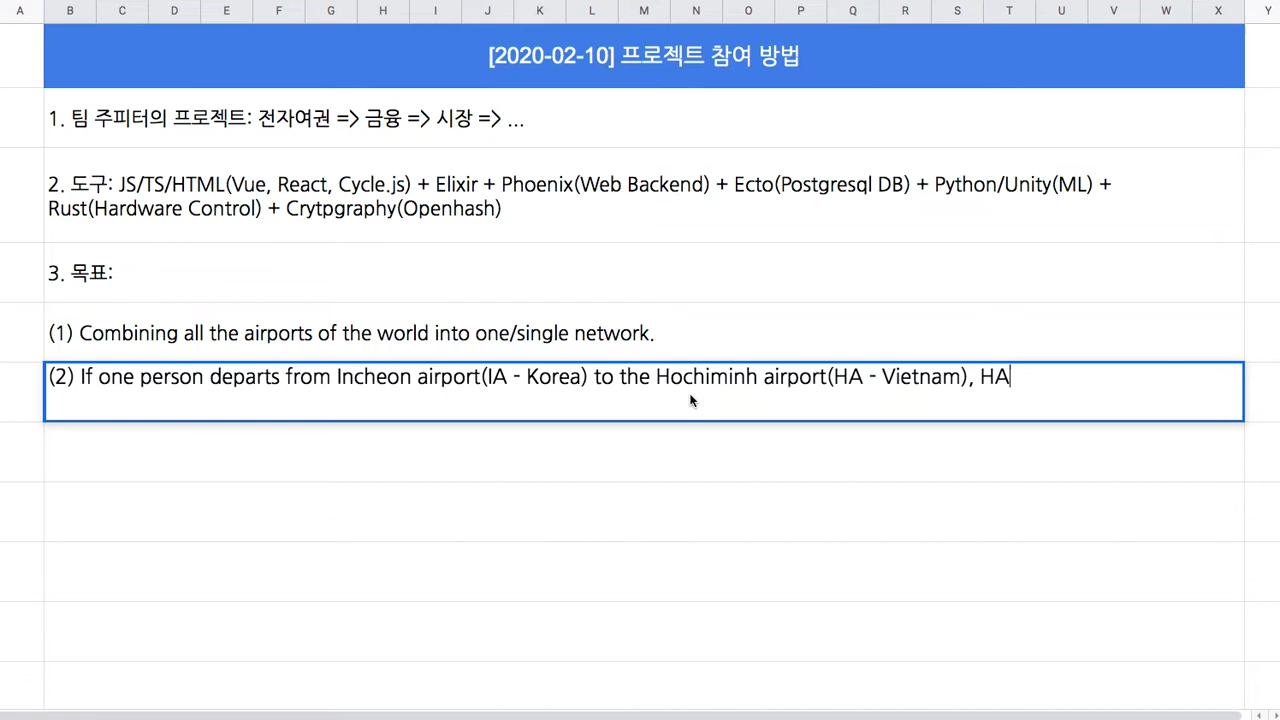 A B C D E F G H I J K L M N O P Q R S T U V W X Y
[2020-02-10] 프로젝트 참여 방법
1. 팀 주피터의 프로젝트: 전자여권 => 금융 => 시장 => ...
2. 도구: JS/TS/HTML(Vue, React, Cycle.js) + Elixir + Phoenix(Web Backend) + Ecto(Postgresql DB) + Python/Unity(ML) +
Rust(Hardware Control) + Crytpgraphy(Openhash)
3. 목표:
(1) Combining all the airports of the world into one/single network.
(2) If one person departs from Incheon airport(IA - Korea) to the Hochiminh airport(HA - Vietnam), HA